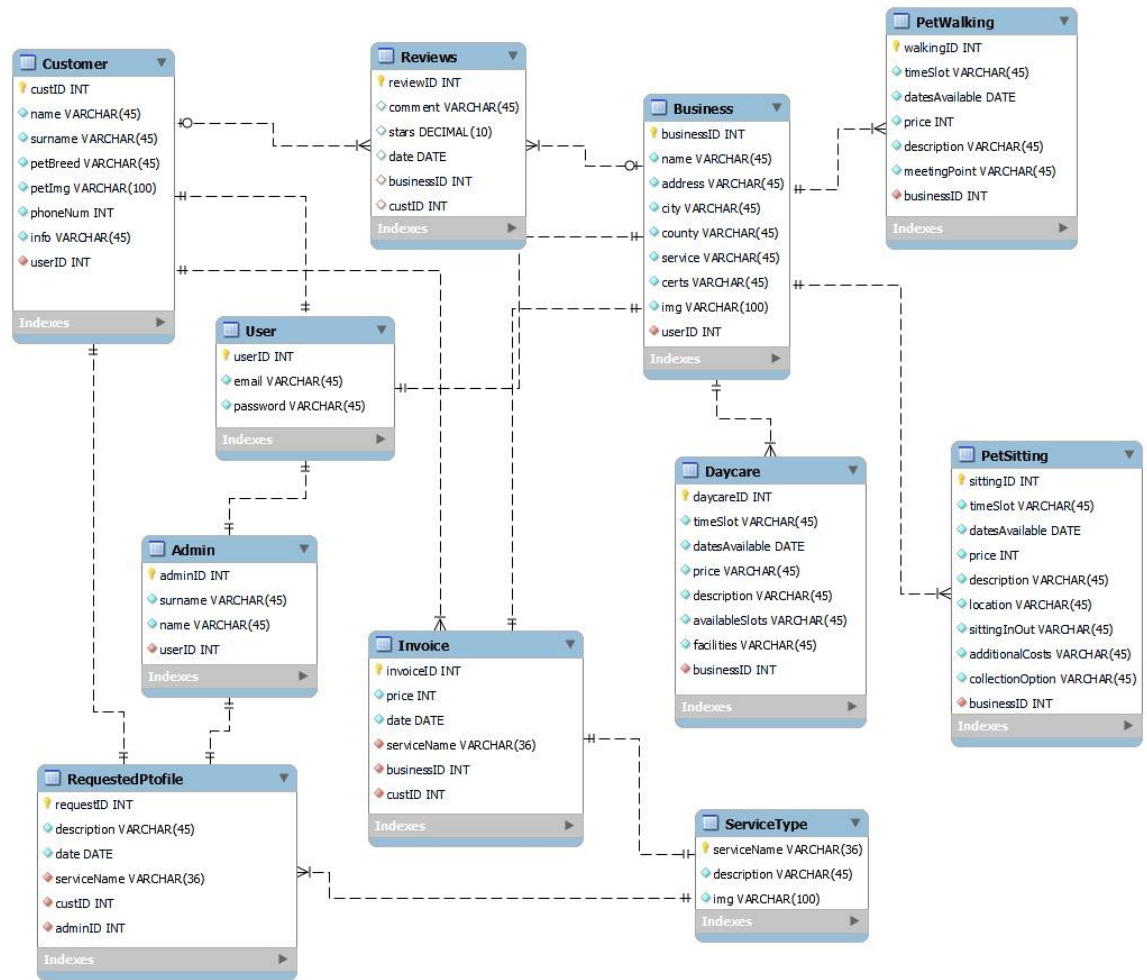 Customer
custID INT
name VARCHAR(45)
surname VARCHAR(45)
petBreed VARCHAR(45)
petImg VARCHAR(100)
phoneNum INT
info VARCHAR(45)
userID INT
Indexes
Reviews
reviewID INT
comment VARCHAR(45)
stars DECIMAL(10)
date DATE
businessID INT
custID INT
Indexes
Business
businessID INT
name VARCHAR(45)
address VARCHAR(45)
city VARCHAR(45)
county VARCHAR(45)
service VARCHAR(45)
certs VARCHAR(45)
img VARCHAR(100)
userID INT
Indexes
PetWalking
walkingID INT
timeSlot VARCHAR(45)
datesAvailable DATE
price INT
description VARCHAR(45)
meetingPoint VARCHAR(45)
businessID INT
Indexes
User
userID INT
email VARCHAR(45)
password VARCHAR(45)
Indexes
Daycare
daycareID INT
timeSlot VARCHAR(45)
datesAvailable DATE
price VARCHAR(45)
description VARCHAR(45)
availableSlots VARCHAR(45)
facilities VARCHAR(45)
businessID INT
Indexes
PetSitting
sittingID INT
timeSlot VARCHAR(45)
datesAvailable DATE
price INT
description VARCHAR(45)
location VARCHAR(45)
sittingInOut VARCHAR(45)
additionalCosts VARCHAR(45)
collectionOption VARCHAR(45)
businessID INT
Indexes
Admin
adminID INT
surname VARCHAR(45)
name VARCHAR(45)
userID INT
Indexes
Invoice
invoiceID INT
price INT
date DATE
serviceName VARCHAR(36)
businessID INT
custID INT
Indexes
RequestedPtofile
requestID INT
description VARCHAR(45)
date DATE
serviceName VARCHAR(36)
custID INT
adminID INT
Indexes
ServiceType
serviceName VARCHAR(36)
description VARCHAR(45)
img VARCHAR(100)
Indexes